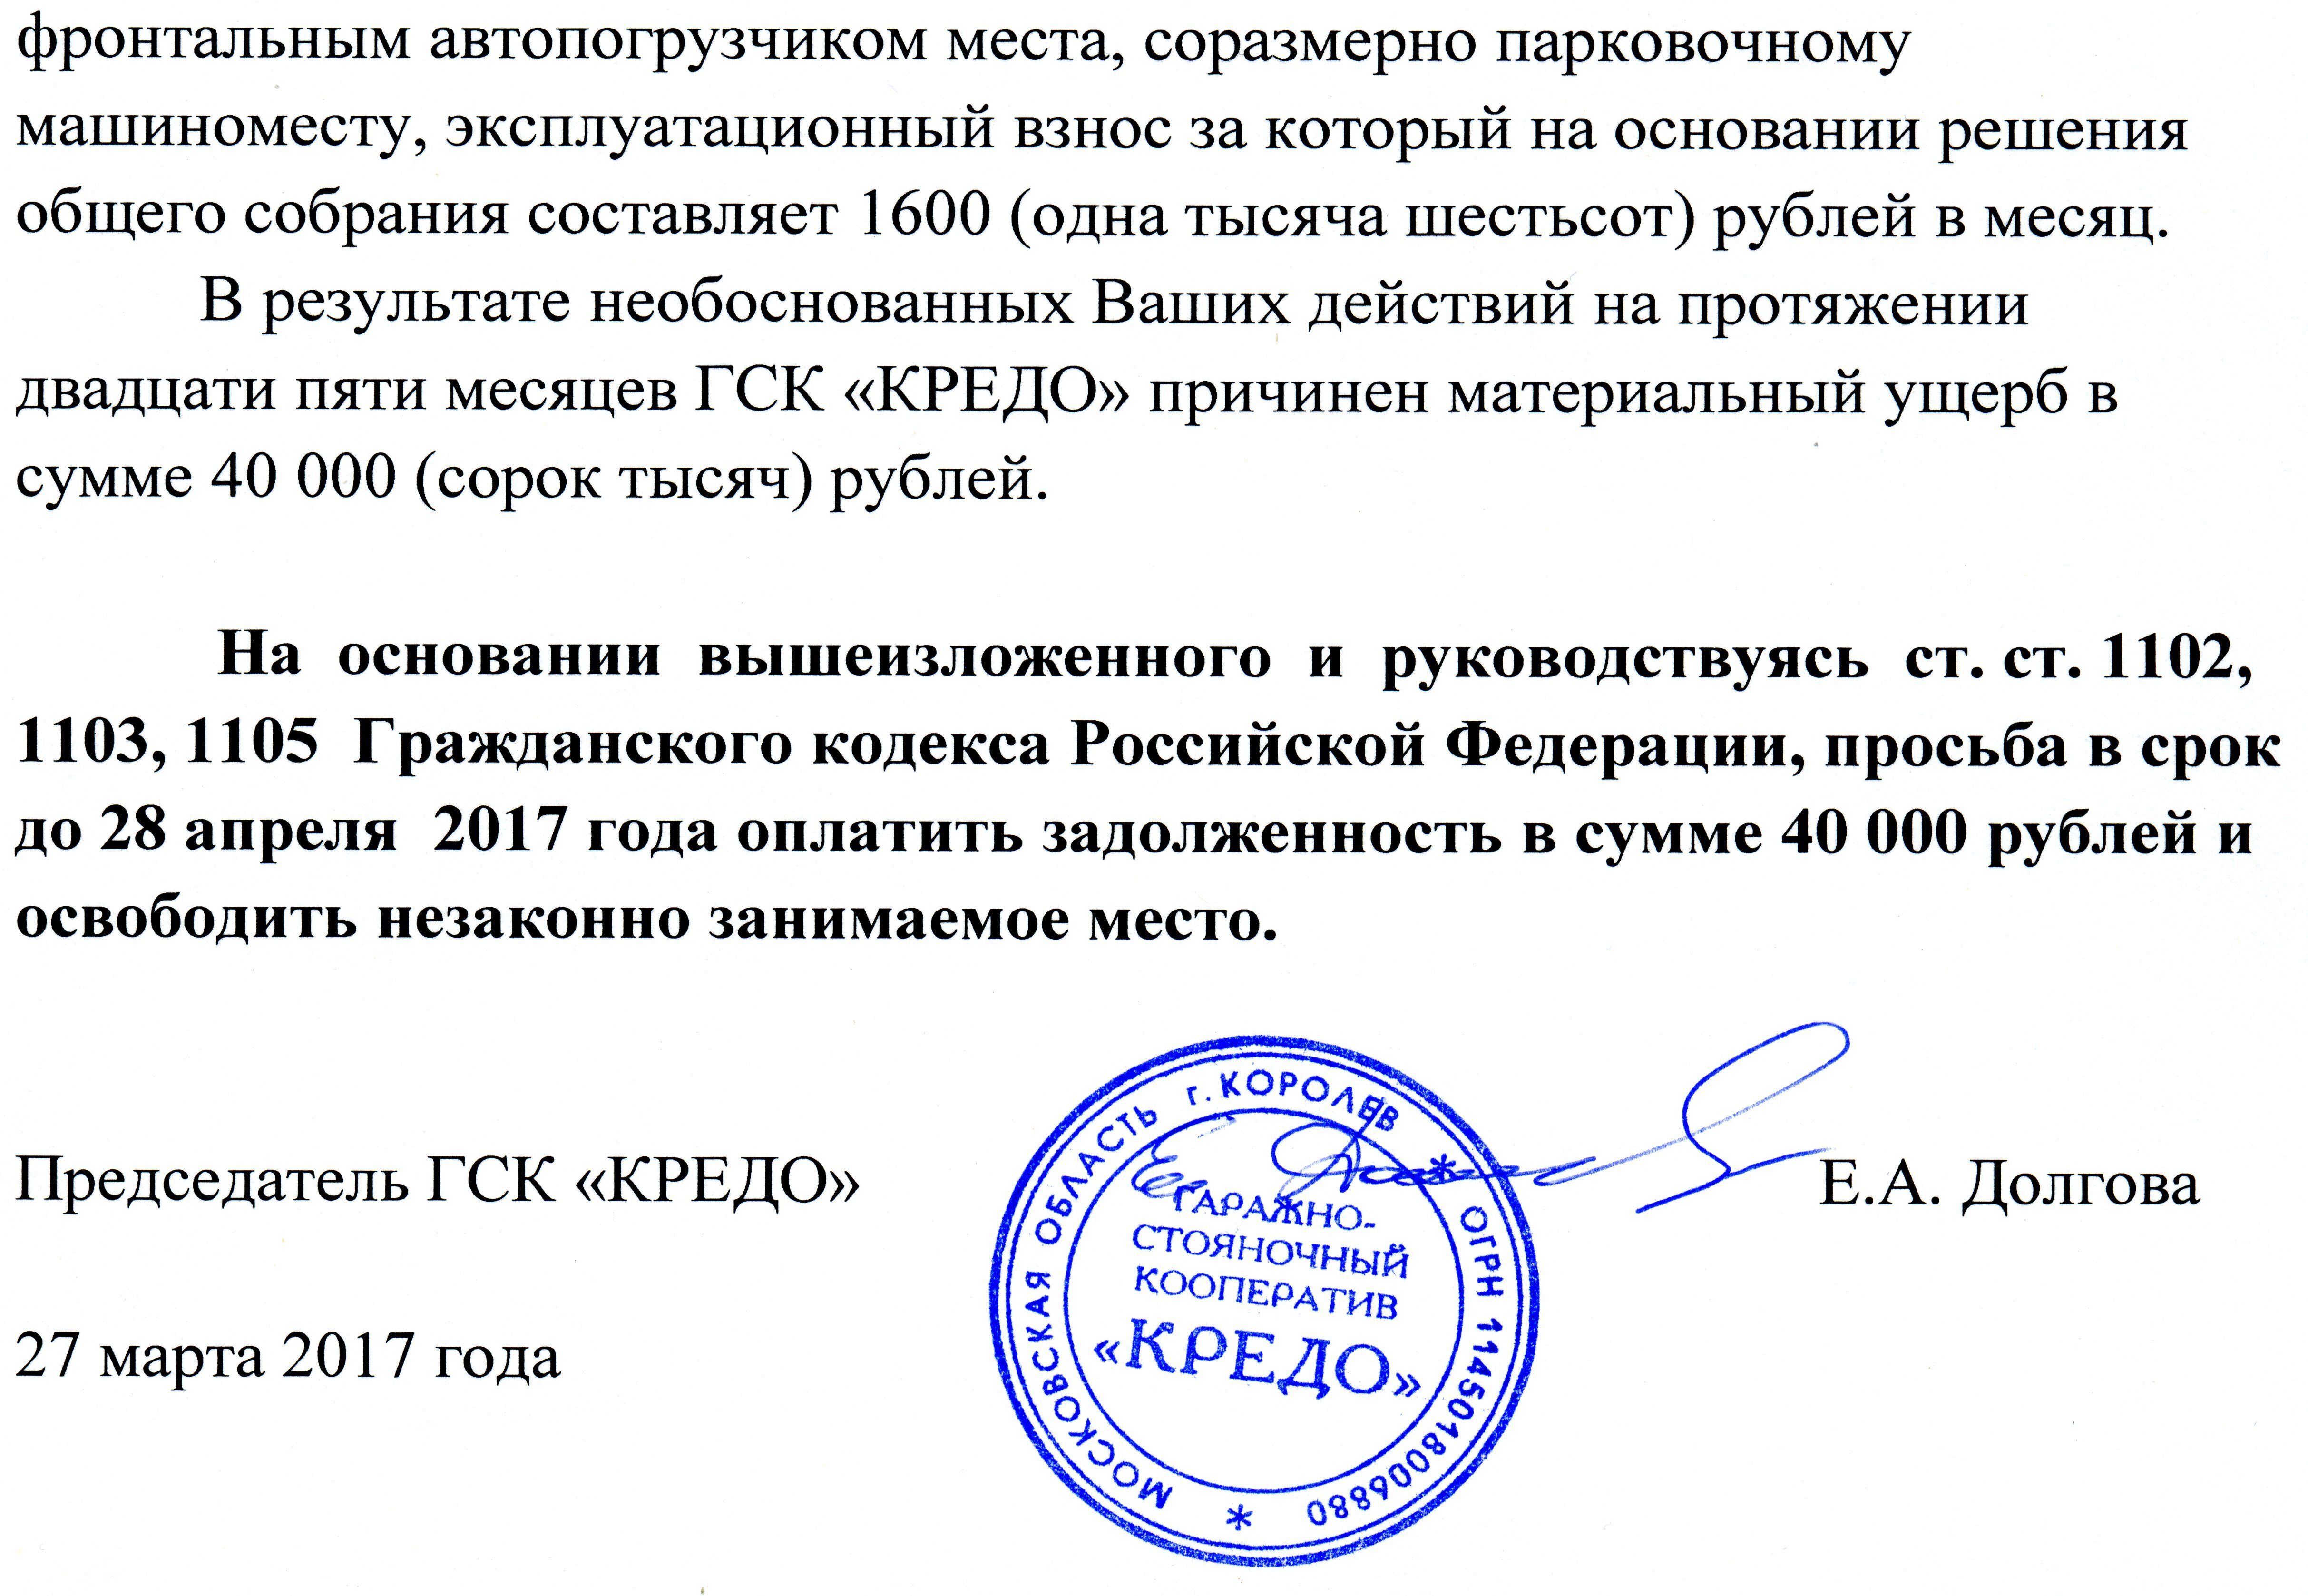 фронтальным автопогрузчиком места, соразмерно парковочному
машиноместу, эксплуатационный взнос за который на основании решения
общего собрания составляет 1600 (одна тысяча шестьсот) рублей в месяц.
В результате необоснованных Ваших действий на протяжении
двадцати пяти месяцев ГСК «КРЕДО» причинен материальный ущерб в
сумме 40 000 (сорок тысяч) рублей.
На основании вышеизложенного и руководствуясь ст. ст. 1102,
1103, 1105 Гражданского кодекса Российской Федерации, просьба в срок
до 28 апреля 2017 года оплатить задолженность в сумме 40 000 рублей и
освободить незаконно занимаемое место.
Председатель ГСК «КРЕДО» Е.А. Долгова
27 марта 2017 года
МОСКОВСКАЯ ОБЛАСТЬ г. КОРОЛЕВ * ОГРН 1145018006880 *
ГАРАЖНО-
СТОЯНОЧНЫЙ
КООПЕРАТИВ
«КРЕДО»